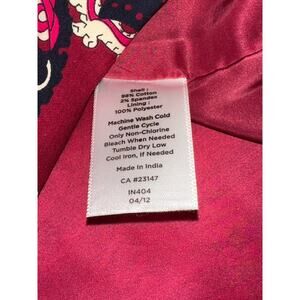 Shell :
98% Cotton
2% Spandex
Lining :
100% Polyester
Machine Wash Cold
Gentle Cycle
Only Non-Chlorine
Bleach When Needed
Tumble Dry Low
Cool Iron, If Needed
Made in India
CA #23147
IN404
04/12